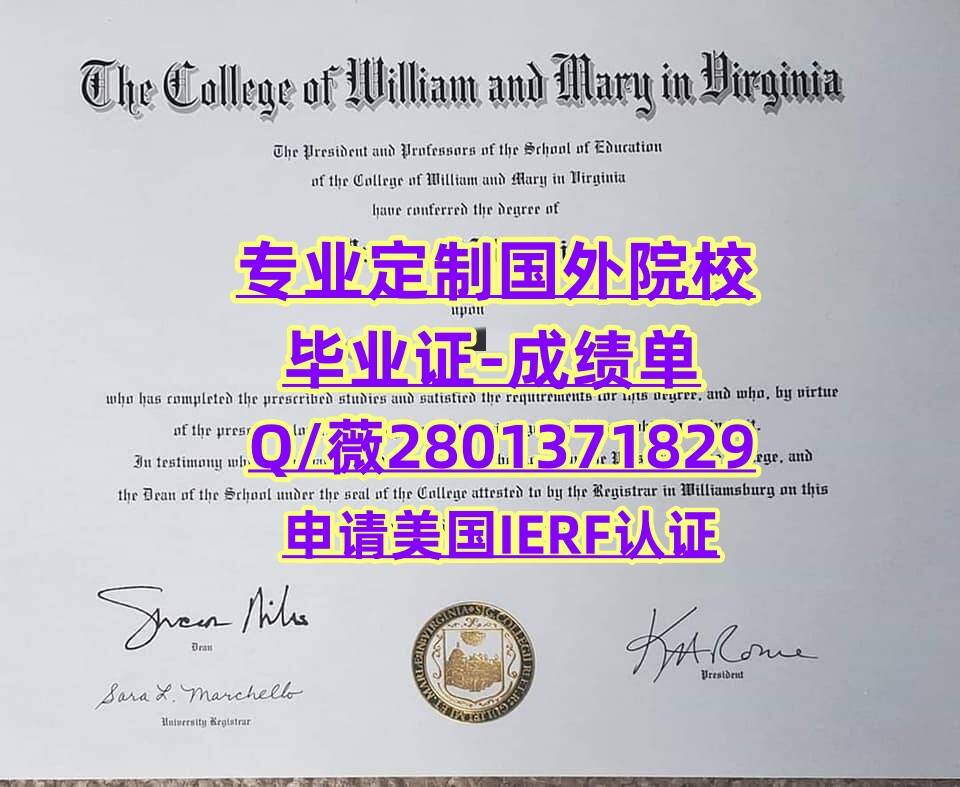 The College of William and Mary in Virginia
The President and Professors of the School of Education
of the College of William and Mary in Virginia
have conferred the degree of
专业定制国外院校
upon
毕业证-成绩单
who has completed the prescribed studies and satisfied the requirements for this degree, and who, by virtue
of the
Q/薇2801371829
In testimony
and
the Dean of the School under the seal of the College attested to by the Registrar in Williamsburg on this
申请美国IERF认证
Dean
President
Sara L. Marchello
University Registrar